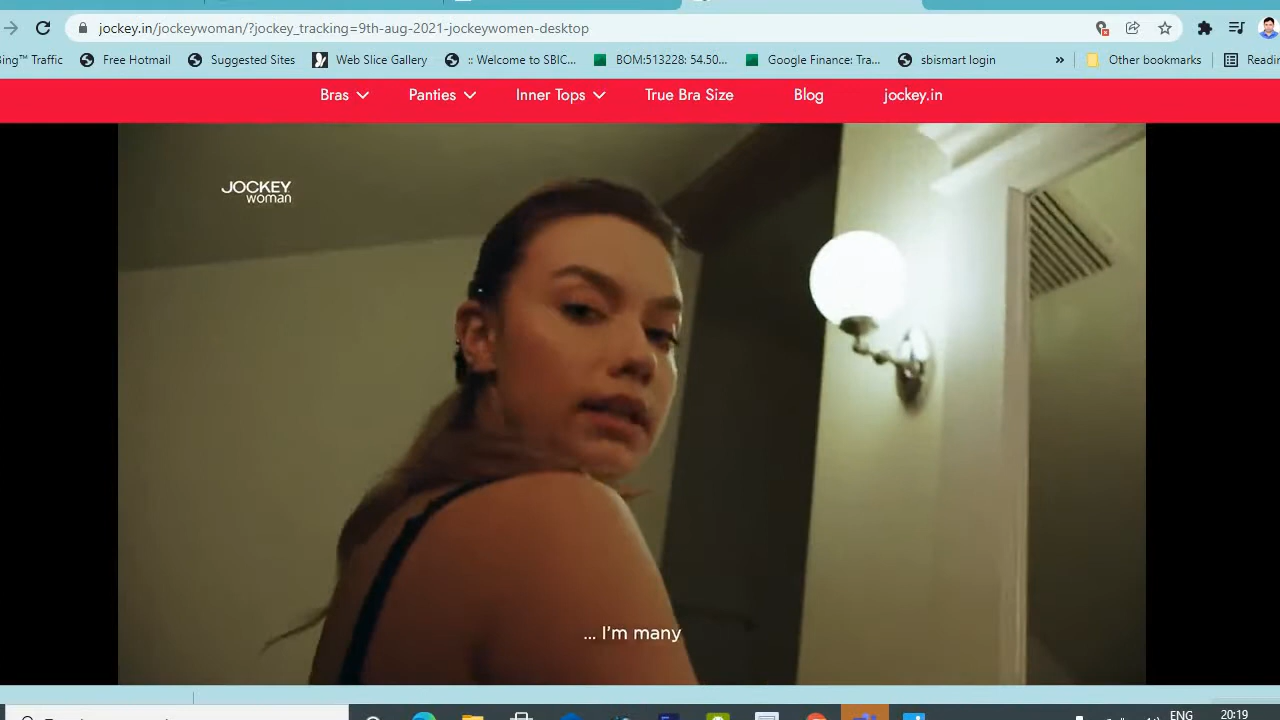 jockey.in/jockeywoman/?jockey_tracking=9th-aug-2021-jockeywomen-desktop
Traffic Free Hotmail Suggested Sites Web Slice Gallery :: Welcome to SBIC... BOM:513228: 54.50... Google Finance: Tra... sbismart login » Other bookmarks
Bras Panties Inner Tops True Bra Size Blog jockey.in
JOCKEY
woman
... I'm many
ENG
20:19